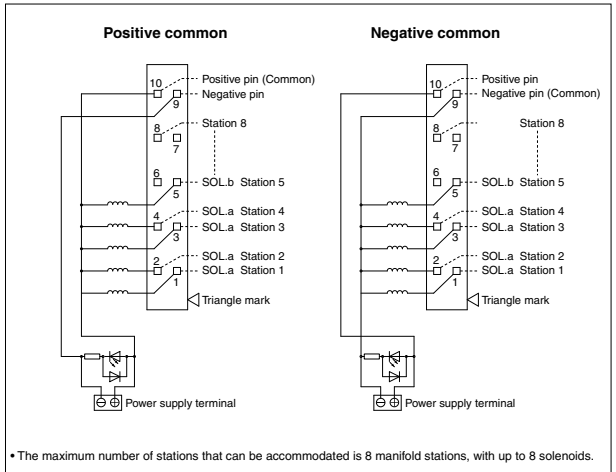 Positive common
10
Positive pin (Common)
9
Negative pin
8
Station 8
7
6
5
SOL.b Station 5
4
SOL.a Station 4
3
SOL.a Station 3
2
SOL.a Station 2
1
SOL.a Station 1
Triangle mark
⊖ ⊕ Power supply terminal
Negative common
10
Positive pin
9
Negative pin (Common)
8
Station 8
7
6
5
SOL.b Station 5
4
SOL.a Station 4
3
SOL.a Station 3
2
SOL.a Station 2
1
SOL.a Station 1
Triangle mark
⊖ ⊕ Power supply terminal
• The maximum number of stations that can be accommodated is 8 manifold stations, with up to 8 solenoids.